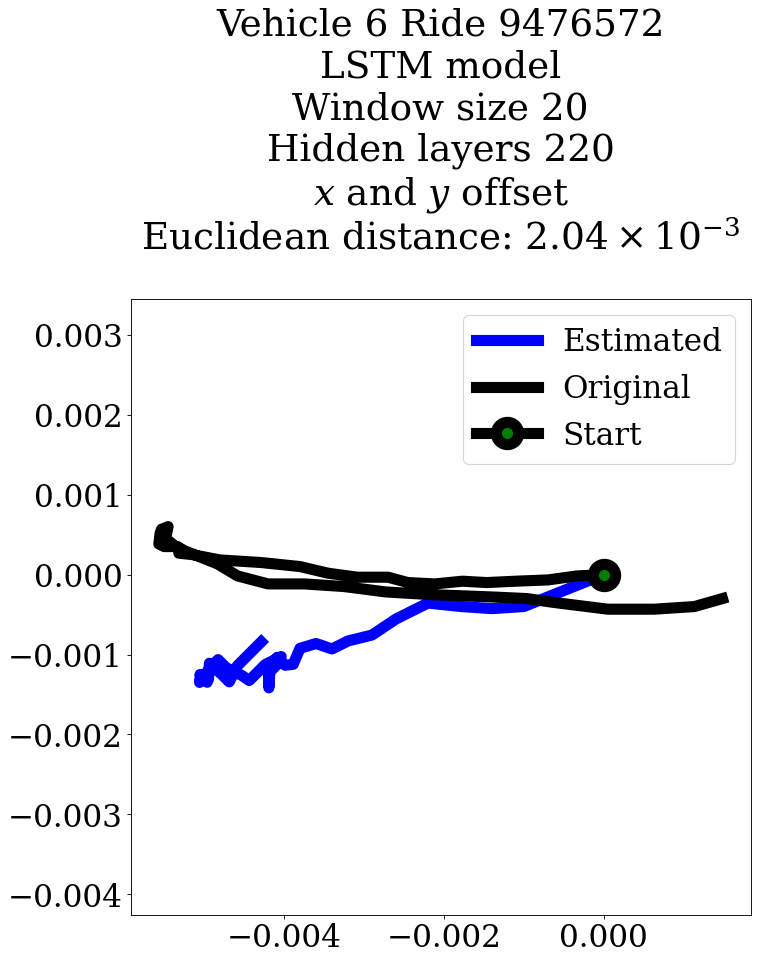 Vehicle 6 Ride 9476572
LSTM model
Window size 20
Hidden layers 220
x and y offset
Euclidean distance: 2.04 × 10⁻³
Estimated
Original
Start
0.003
0.002
0.001
0.000
−0.001
−0.002
−0.003
−0.004
−0.004 −0.002 0.000